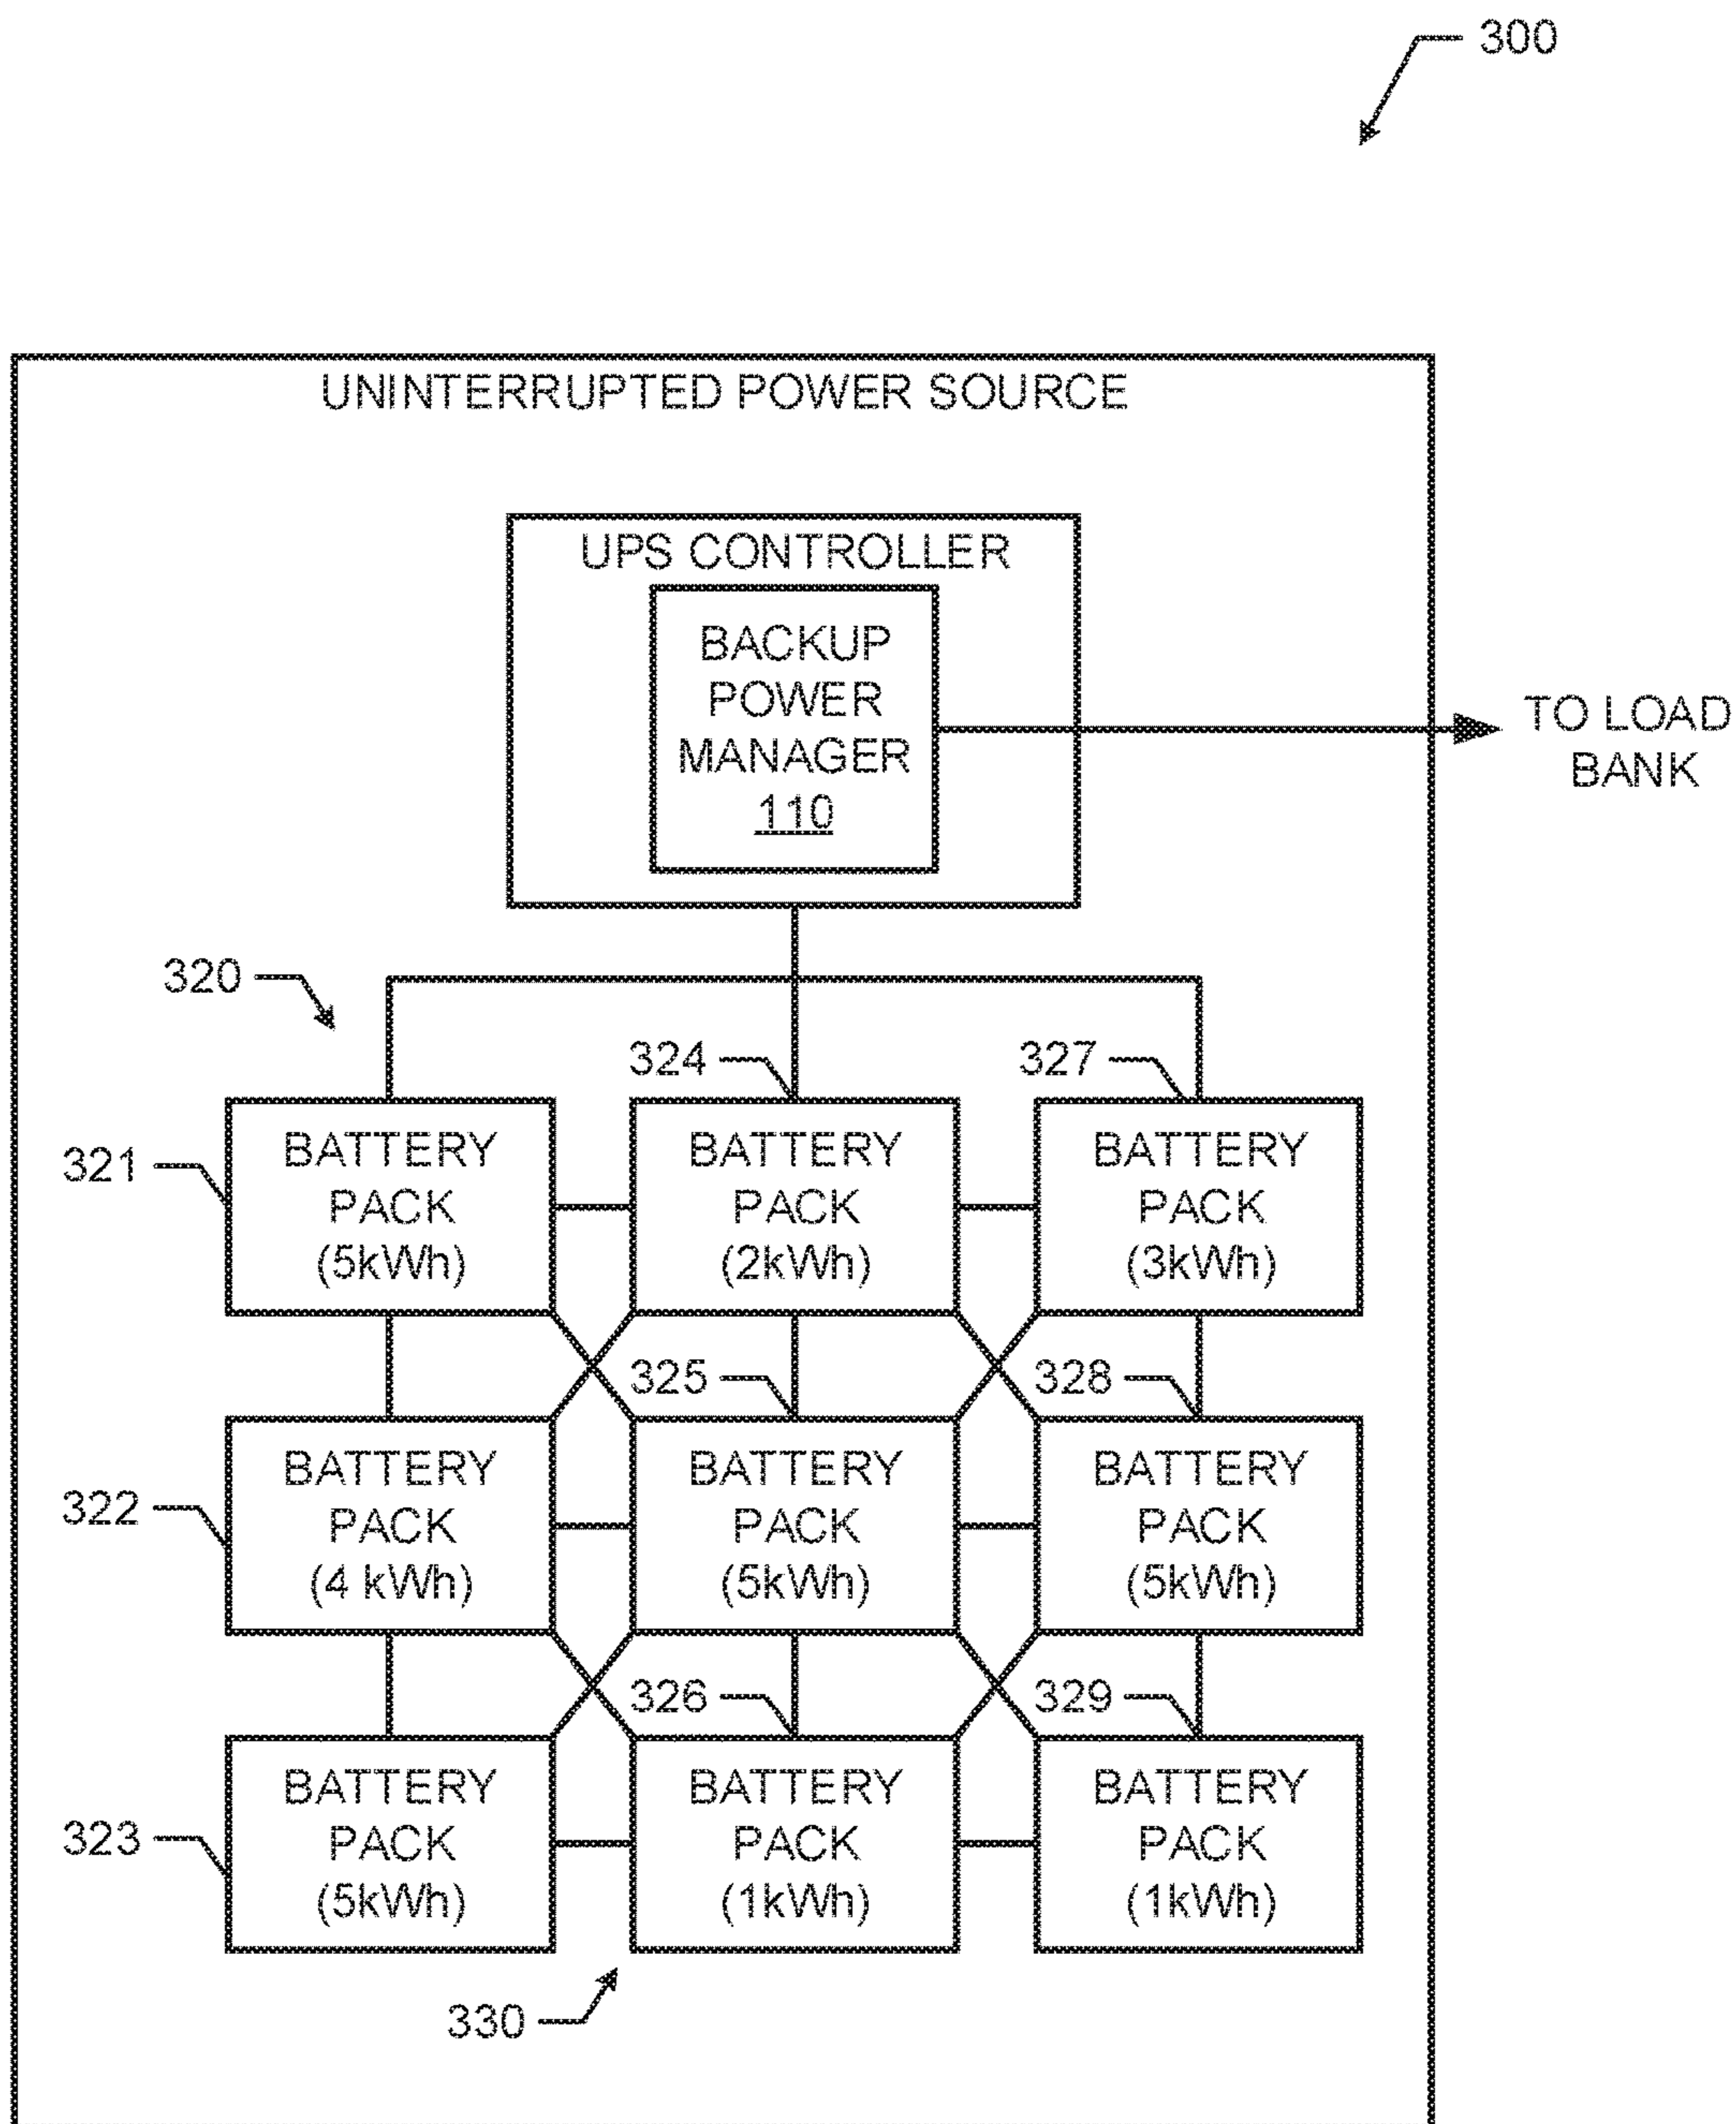 300
UNINTERRUPTED POWER SOURCE
UPS CONTROLLER
BACKUP
POWER
MANAGER
110
TO LOAD
BANK
320
324
327
321
BATTERY
PACK
(5kWh)
BATTERY
PACK
(2kWh)
BATTERY
PACK
(3kWh)
325
328
322
BATTERY
PACK
(4 kWh)
BATTERY
PACK
(5kWh)
BATTERY
PACK
(5kWh)
326
329
323
BATTERY
PACK
(5kWh)
BATTERY
PACK
(1kWh)
BATTERY
PACK
(1kWh)
330